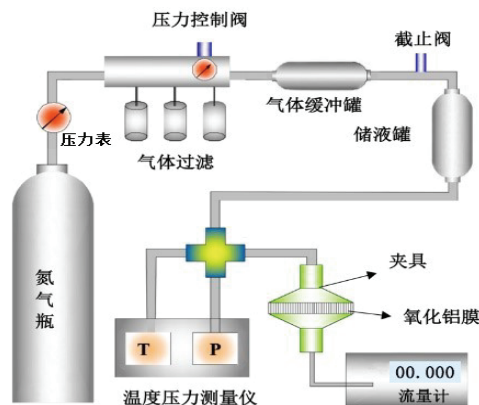 压力控制阀
截止阀
气体缓冲罐
压力表
储液罐
气体过滤
氮气瓶
夹具
氧化铝膜
T
P
00.000
温度压力测量仪
流量计